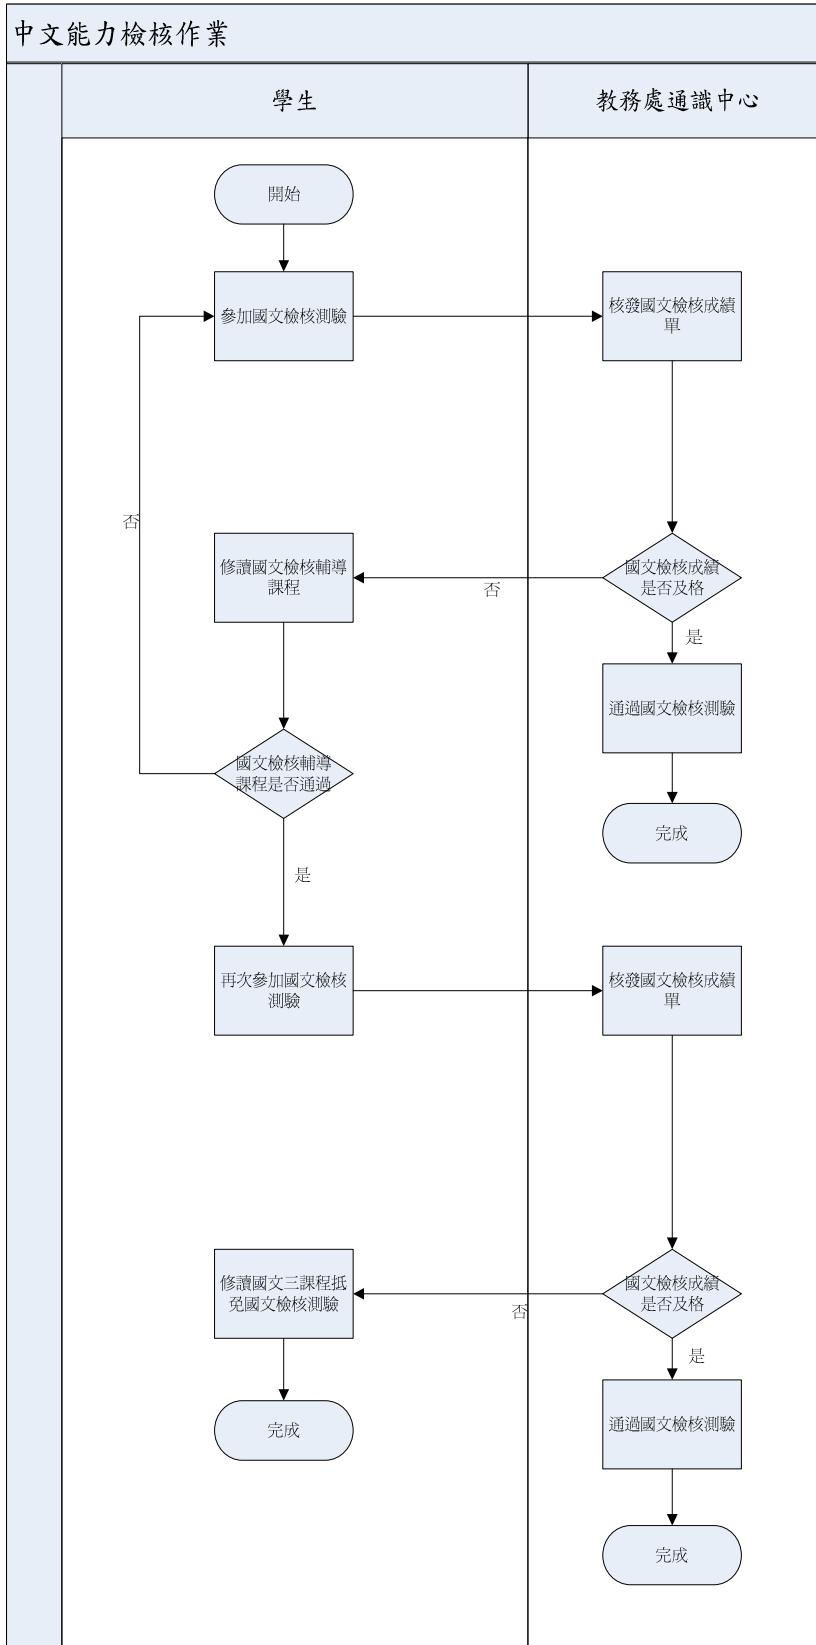 中文能力檢核作業
學生
教務處通識中心
開始
參加國文檢核測驗
核發國文檢核成績
單
否
修讀國文檢核輔導
課程
否
國文檢核成績
是否及格
是
通過國文檢核測驗
國文檢核輔導
課程是否通過
完成
是
再次參加國文檢核
測驗
核發國文檢核成績
單
修讀國文三課程抵
免國文檢核測驗
否
國文檢核成績
是否及格
是
通過國文檢核測驗
完成
完成